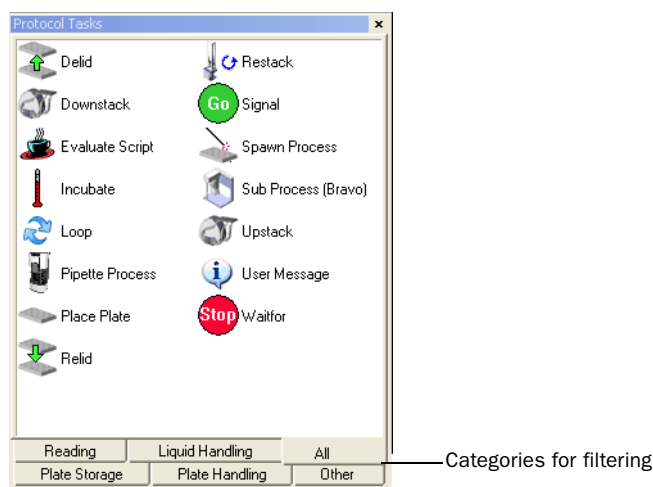 Protocol Tasks
x
Delid
Restack
Downstack
Go Signal
Evaluate Script
Spawn Process
Incubate
Sub Process (Bravo)
Loop
Upstack
Pipette Process
i User Message
Place Plate
Stop Waitfor
Relid
Reading Liquid Handling All
Categories for filtering
Plate Storage Plate Handling Other